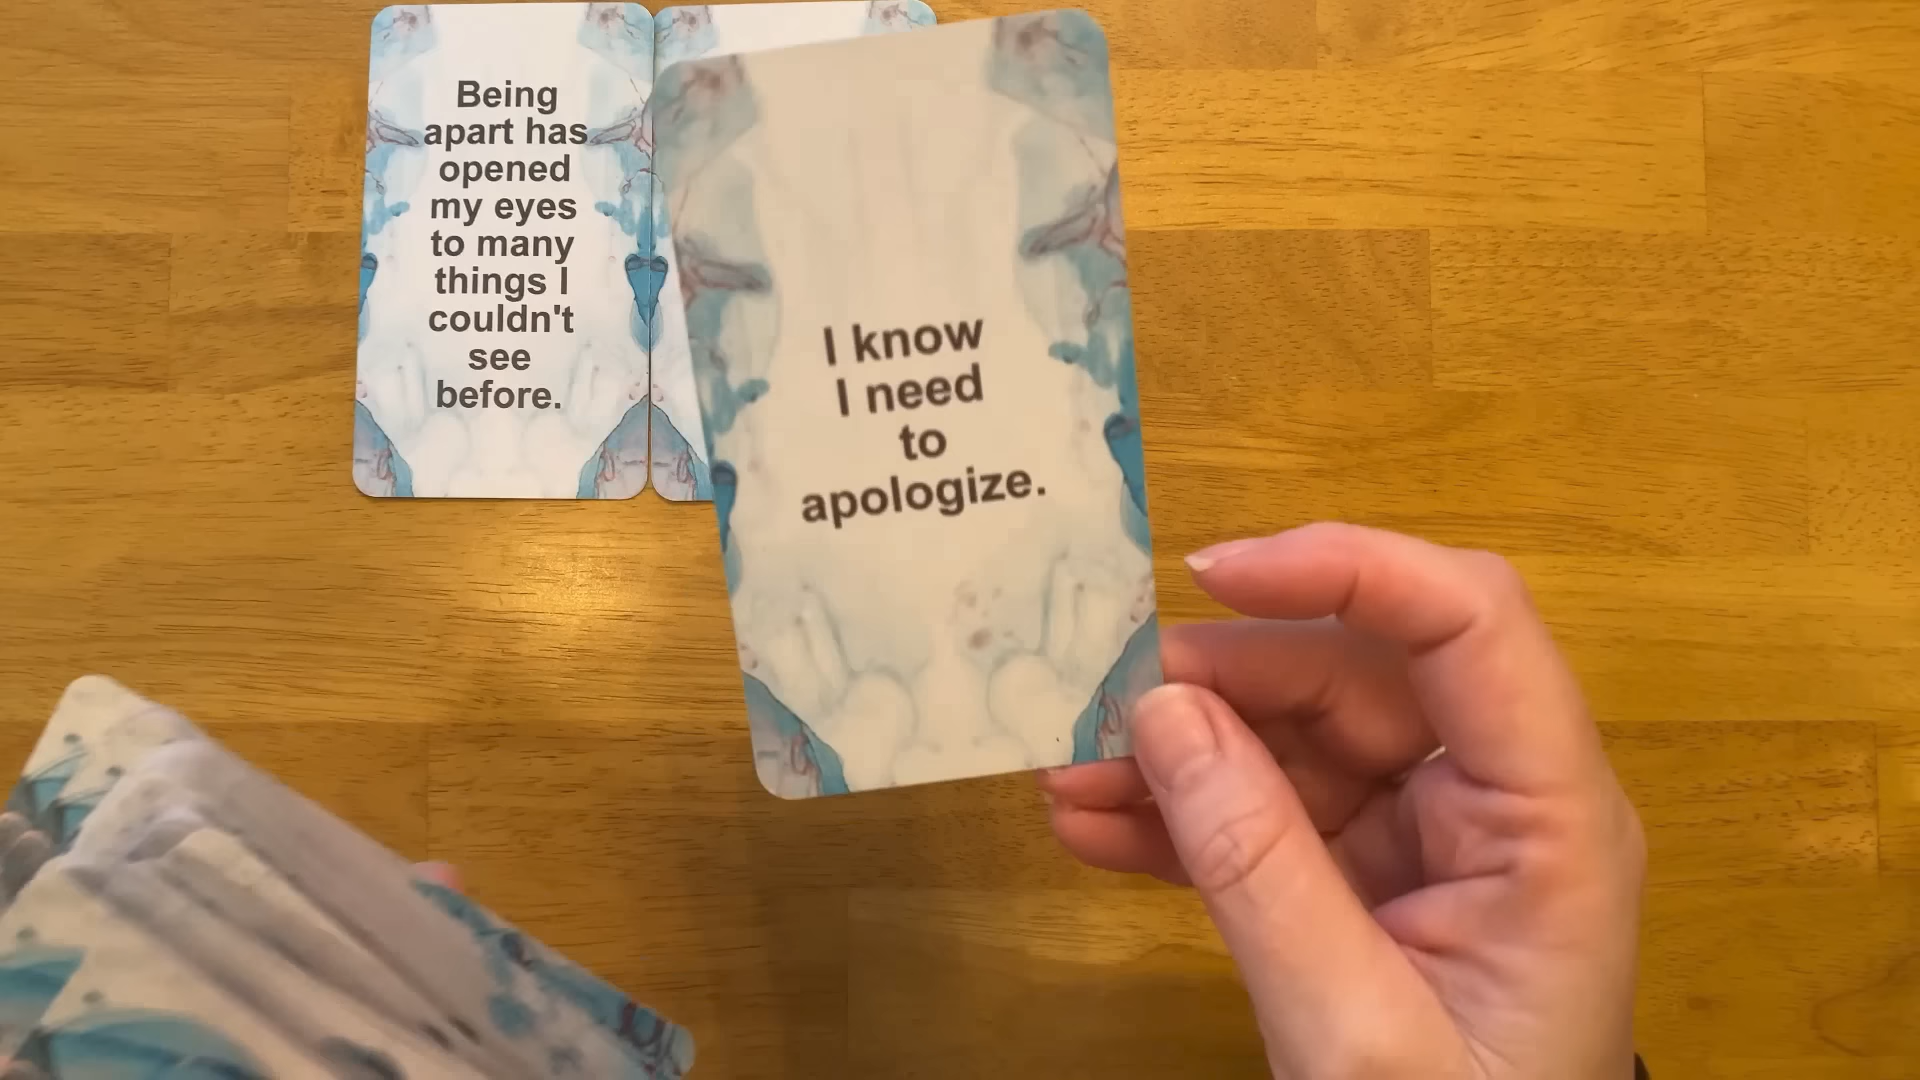 Being
apart has
opened
my eyes
to many
things I
couldn't
see
before.
I know
I need
to
apologize.